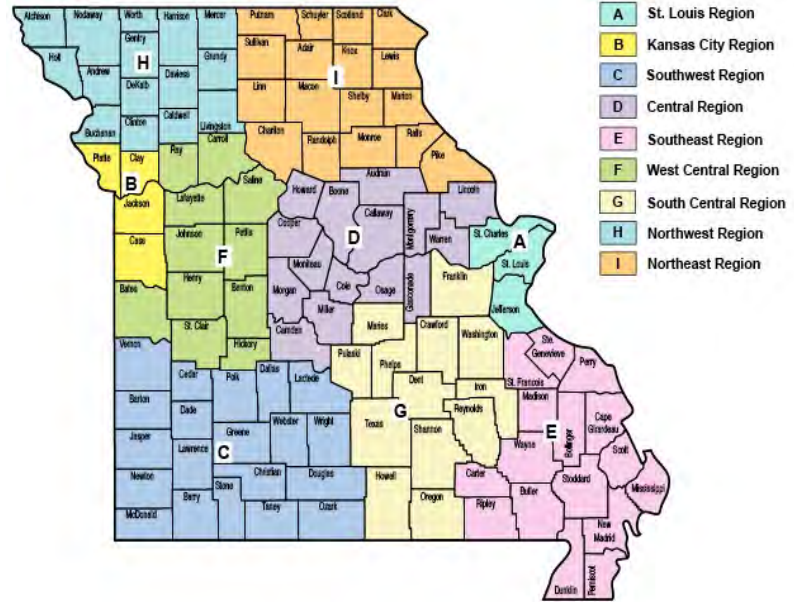 Atchison
Nodaway
Worth
Harrison
Mercer
Putnam
Schuyler
Scotland
Clark
Gentry
Sullivan
Adair
Knox
Lewis
Holt
H
Andrew
DeKalb
Daviess
Grundy
Linn
Macon
I
Shelby
Marion
Buchanan
Clinton
Caldwell
Livingston
Chariton
Randolph
Monroe
Ralls
Pike
Platte
Clay
Ray
Carroll
Saline
Howard
Boone
Audrain
Lincoln
B
Jackson
Lafayette
Cooper
Callaway
D
Montgomery
Warren
St. Charles
A
St. Louis
Cass
Johnson
Pettis
F
Moniteau
Cole
Osage
Gasconade
Franklin
Jefferson
Bates
Henry
Benton
Morgan
Miller
Maries
Crawford
Washington
St. Clair
Hickory
Camden
Pulaski
Phelps
Ste.
Genevieve
Perry
Vernon
Cedar
Polk
Dallas
Laclede
Dent
Iron
St. Francois
Madison
Barton
Dade
Greene
Webster
Wright
Texas
G
Shannon
Reynolds
E
Bollinger
Cape
Girardeau
Jasper
Lawrence
C
Wayne
Scott
Newton
Christian
Stone
Douglas
Howell
Carter
Stoddard
Mississippi
McDonald
Barry
Taney
Ozark
Oregon
Ripley
Butler
New
Madrid
Dunklin
Pemiscot
A St. Louis Region
B Kansas City Region
C Southwest Region
D Central Region
E Southeast Region
F West Central Region
G South Central Region
H Northwest Region
I Northeast Region